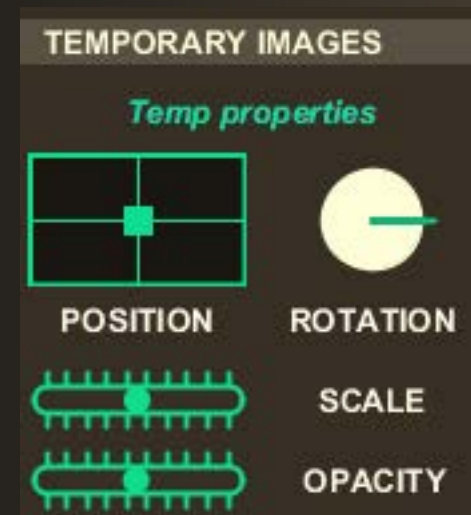 TEMPORARY IMAGES
Temp properties
POSITION ROTATION
SCALE
OPACITY